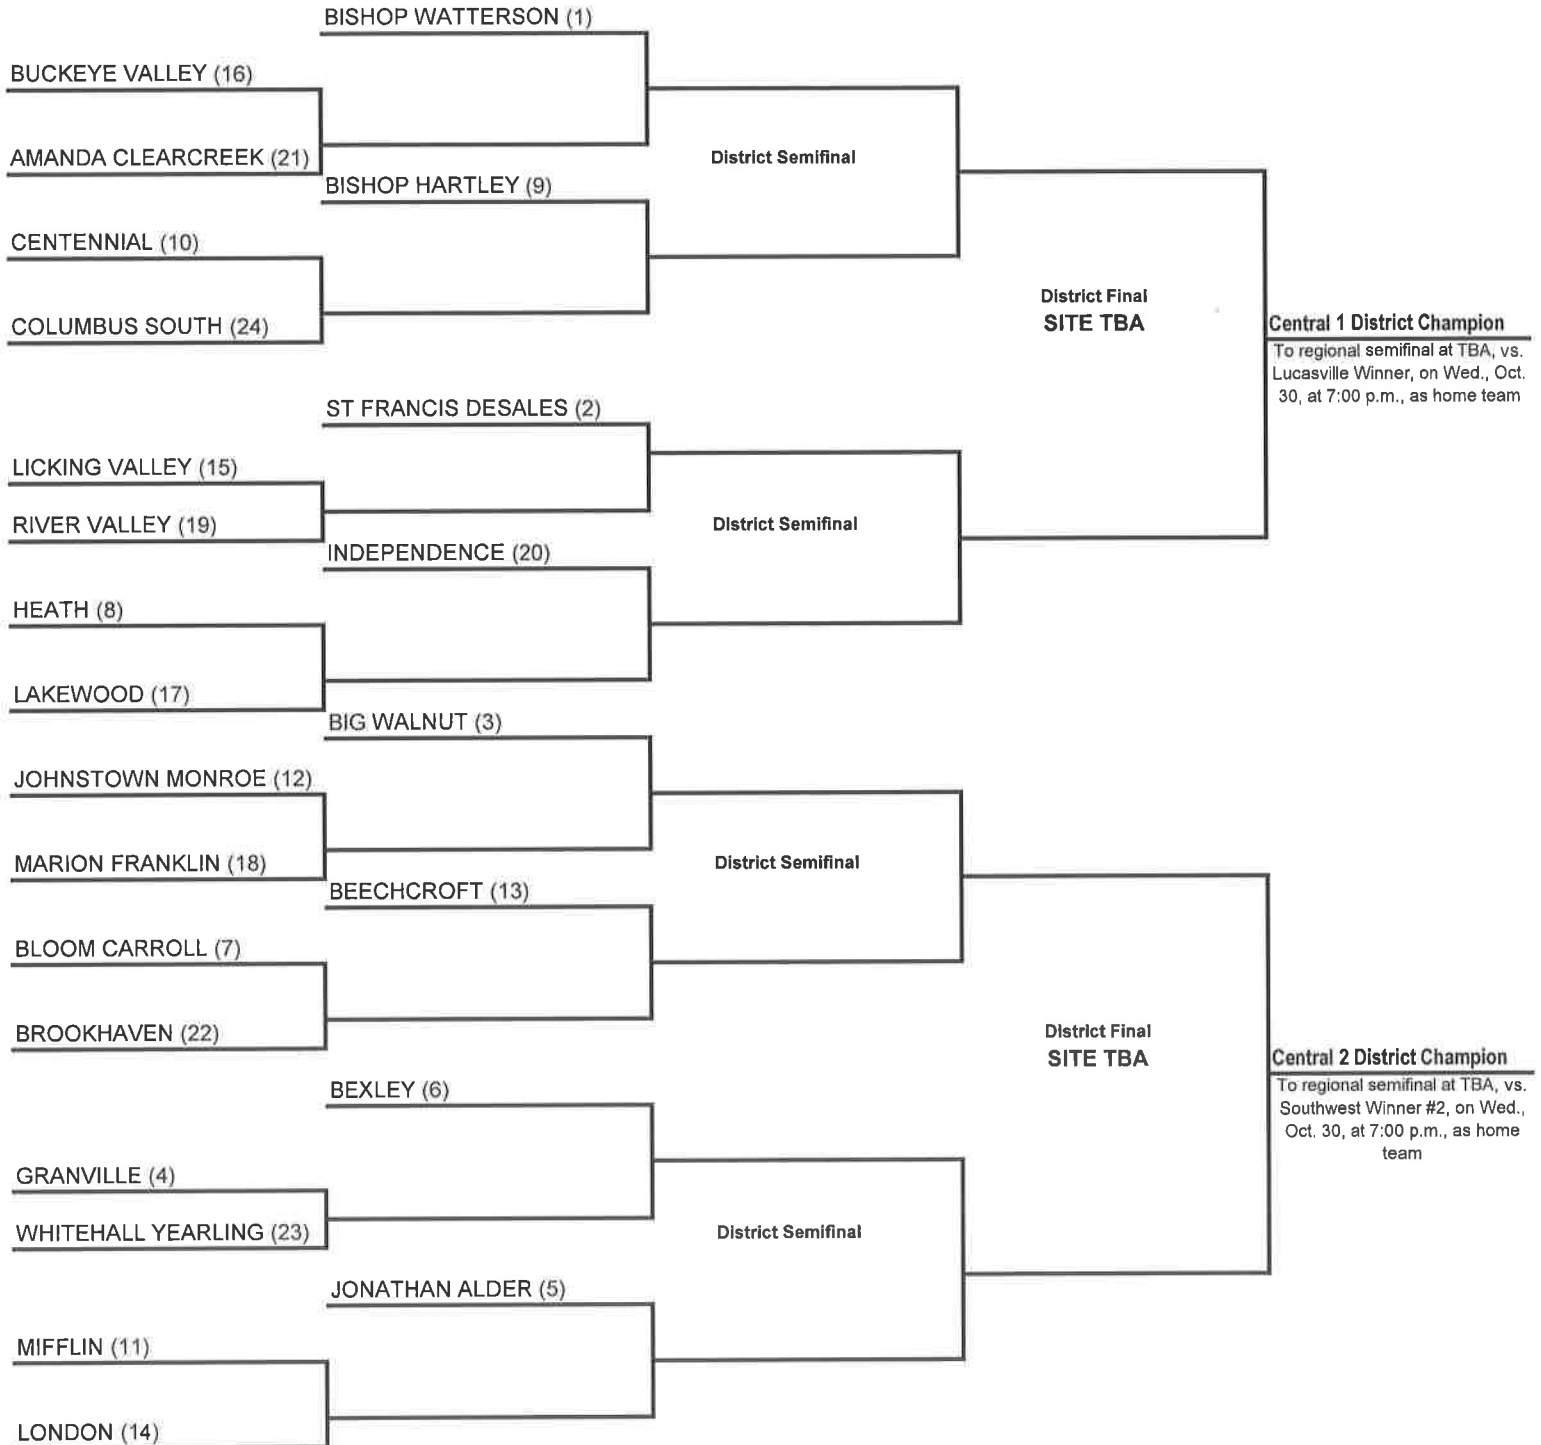 BISHOP WATTERSON (1)
BUCKEYE VALLEY (16)
AMANDA CLEARCREEK (21)
District Semifinal
BISHOP HARTLEY (9)
CENTENNIAL (10)
COLUMBUS SOUTH (24)
District Final
SITE TBA
Central 1 District Champion
To regional semifinal at TBA, vs.
Lucasville Winner, on Wed., Oct.
30, at 7:00 p.m., as home team
ST FRANCIS DESALES (2)
LICKING VALLEY (15)
RIVER VALLEY (19)
District Semifinal
INDEPENDENCE (20)
HEATH (8)
LAKEWOOD (17)
BIG WALNUT (3)
JOHNSTOWN MONROE (12)
MARION FRANKLIN (18)
District Semifinal
BEECHCROFT (13)
BLOOM CARROLL (7)
BROOKHAVEN (22)
District Final
SITE TBA
Central 2 District Champion
To regional semifinal at TBA, vs.
Southwest Winner #2, on Wed.,
Oct. 30, at 7:00 p.m., as home
team
BEXLEY (6)
GRANVILLE (4)
WHITEHALL YEARLING (23)
District Semifinal
JONATHAN ALDER (5)
MIFFLIN (11)
LONDON (14)